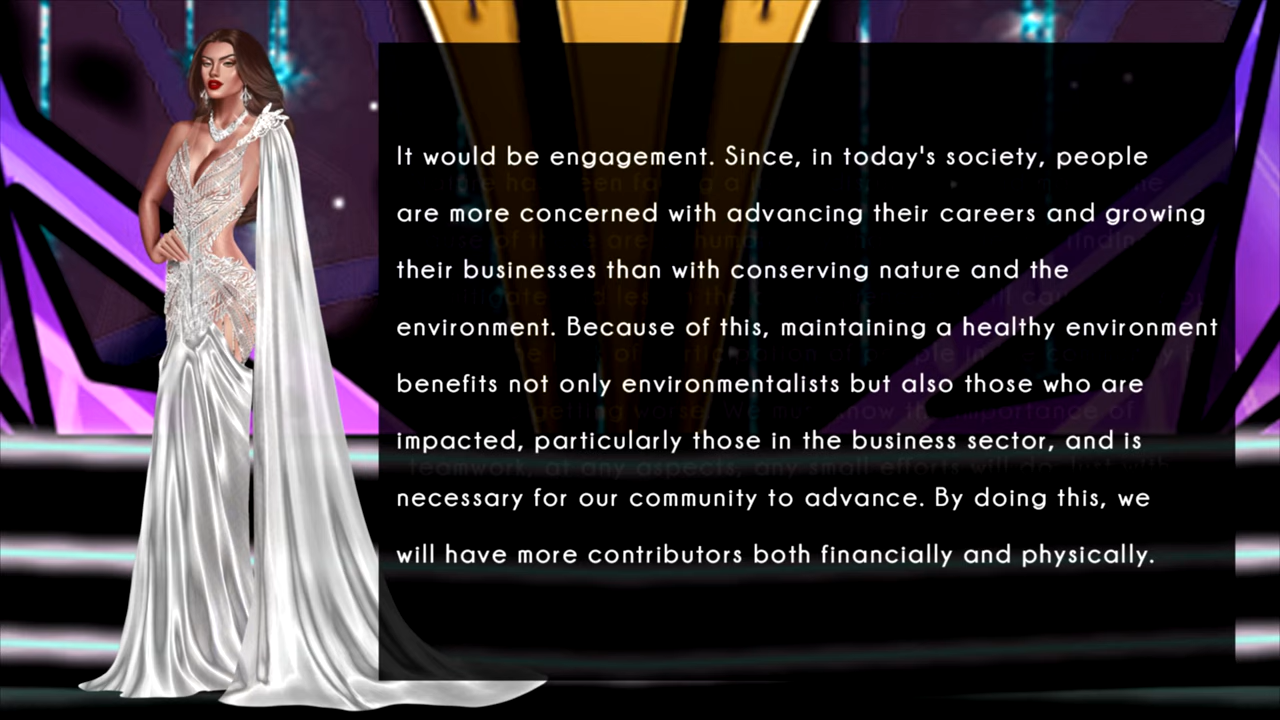 It would be engagement. Since, in today's society, people
are more concerned with advancing their careers and growing
their businesses than with conserving nature and the
environment. Because of this, maintaining a healthy environment
benefits not only environmentalists but also those who are
impacted, particularly those in the business sector, and is
necessary for our community to advance. By doing this, we
will have more contributors both financially and physically.